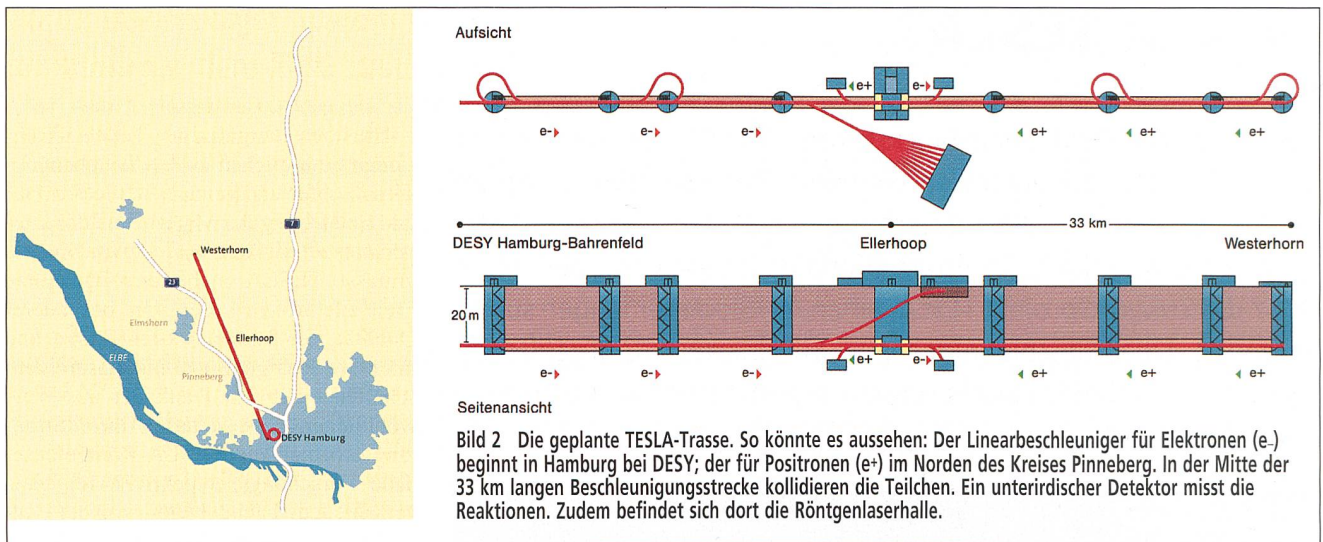 7
Westerhorn
23
Elmshorn
Ellerhoop
ELBE
Pinneberg
DESY Hamburg
Aufsicht
e+ e-
e- e- e- e+ e+ e+
33 km
DESY Hamburg-Bahrenfeld Ellerhoop Westerhorn
20 m
e+ e-
e- e- e- e+ e+ e+
Seitenansicht
Bild 2 Die geplante TESLA-Trasse. So könnte es aussehen: Der Linearbeschleuniger für Elektronen (e-)
beginnt in Hamburg bei DESY; der für Positronen (e+) im Norden des Kreises Pinneberg. In der Mitte der
33 km langen Beschleunigungsstrecke kollidieren die Teilchen. Ein unterirdischer Detektor misst die
Reaktionen. Zudem befindet sich dort die Röntgenlaserhalle.